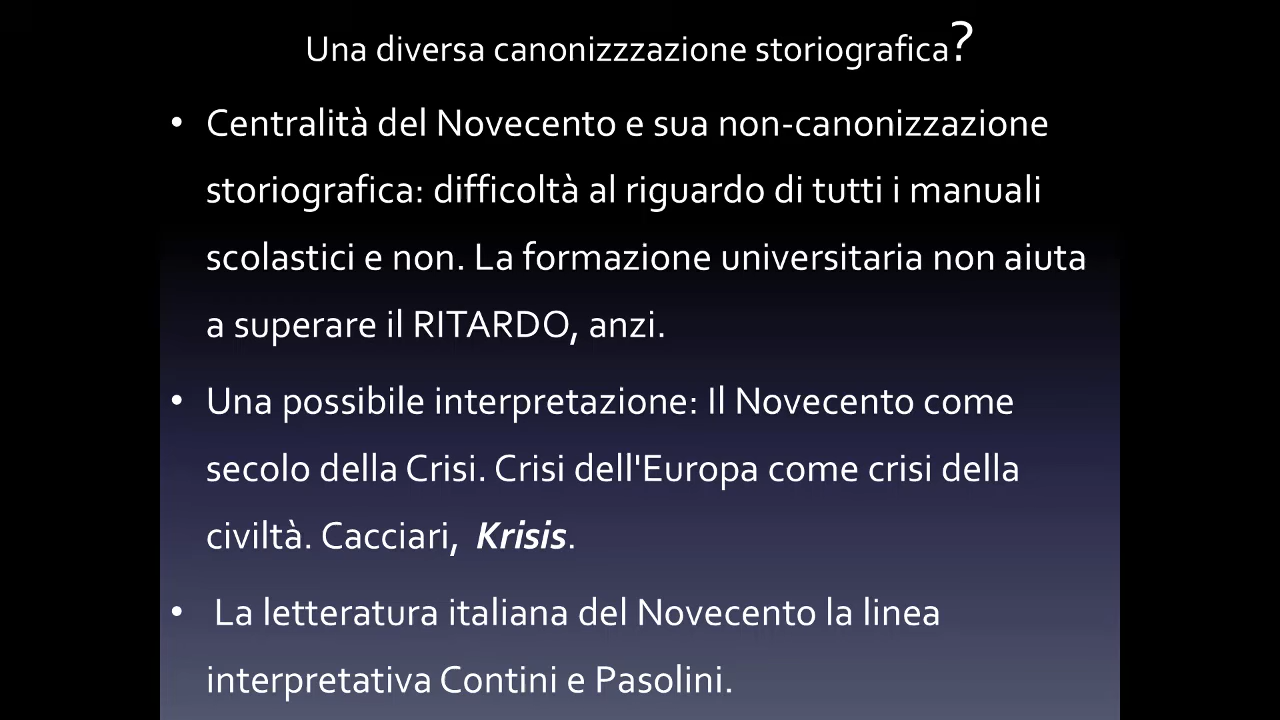 Una diversa canonizzzazione storiografica?
• Centralità del Novecento e sua non-canonizzazione
storiografica: difficoltà al riguardo di tutti i manuali
scolastici e non. La formazione universitaria non aiuta
a superare il RITARDO, anzi.
• Una possibile interpretazione: Il Novecento come
secolo della Crisi. Crisi dell'Europa come crisi della
civiltà. Cacciari, Krisis.
• La letteratura italiana del Novecento la linea
interpretativa Contini e Pasolini.